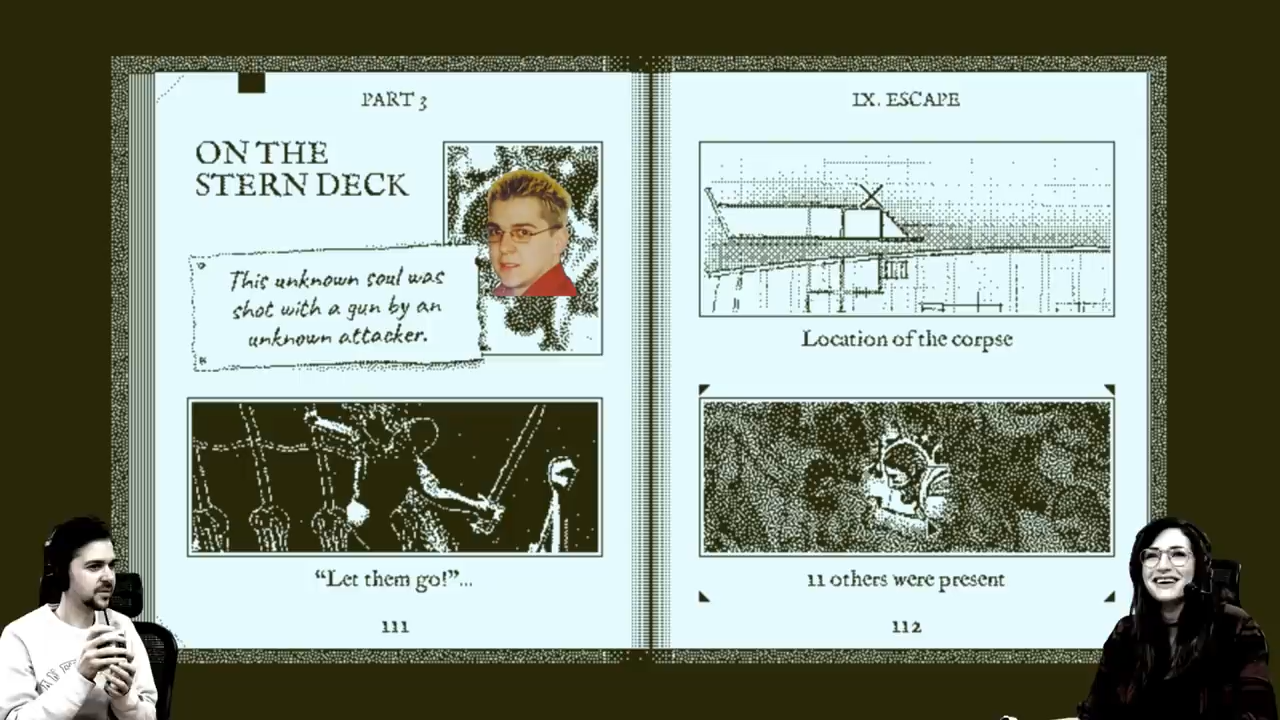 PART 3
ON THE
STERN DECK
This unknown soul was
shot with a gun by an
unknown attacker.
"Let them go!"...
111
IX. ESCAPE
Location of the corpse
11 others were present
112